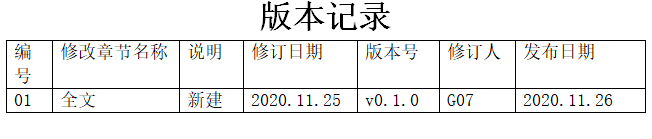 版本记录
编号 修改章节名称 说明 修订日期 版本号 修订人 发布日期
01 全文 新建 2020.11.25 v0.1.0 G07 2020.11.26